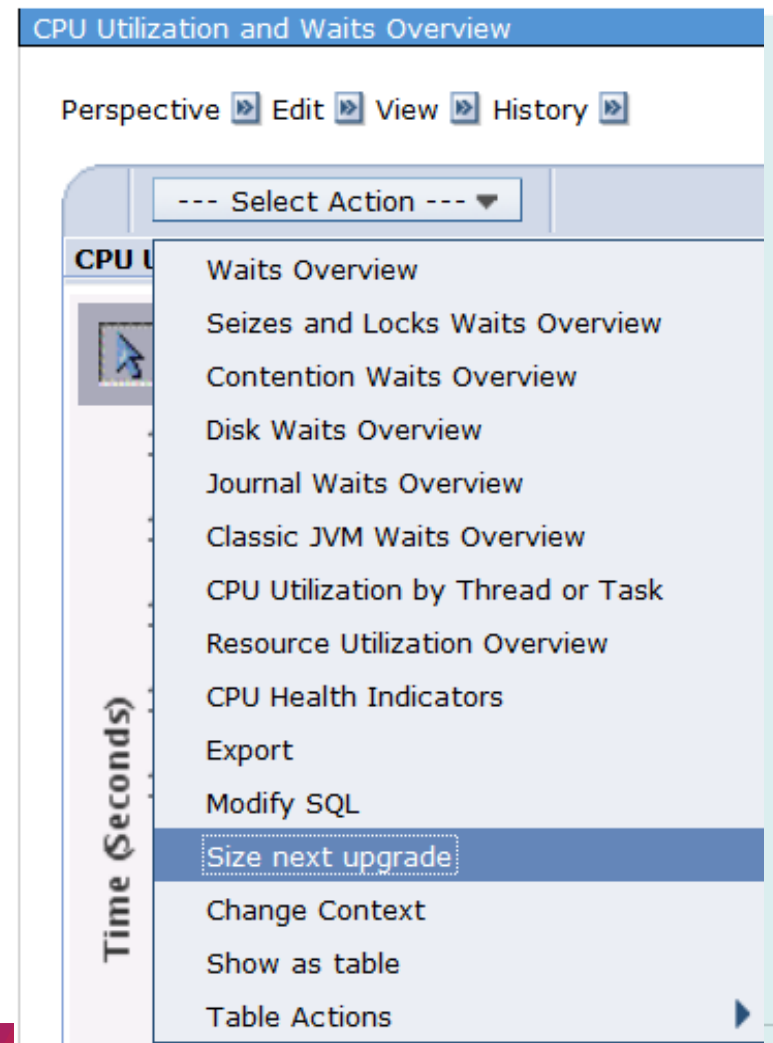 CPU Utilization and Waits Overview
Perspective Edit View History
--- Select Action ---
CPU U
Waits Overview
Seizes and Locks Waits Overview
Contention Waits Overview
Disk Waits Overview
Journal Waits Overview
Classic JVM Waits Overview
CPU Utilization by Thread or Task
Resource Utilization Overview
CPU Health Indicators
Export
Modify SQL
Size next upgrade
Change Context
Show as table
Table Actions
Time (Seconds)